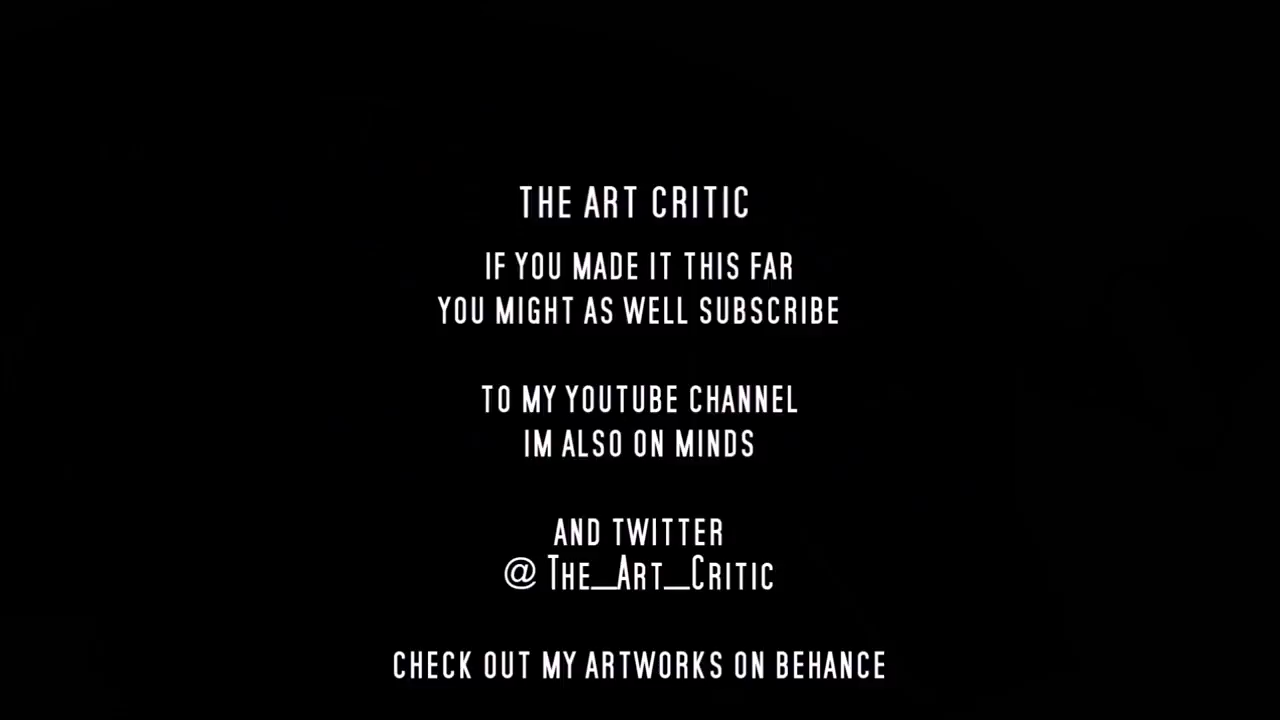 THE ART CRITIC
IF YOU MADE IT THIS FAR
YOU MIGHT AS WELL SUBSCRIBE
TO MY YOUTUBE CHANNEL
IM ALSO ON MINDS
AND TWITTER
@ The_Art_Critic
CHECK OUT MY ARTWORKS ON BEHANCE